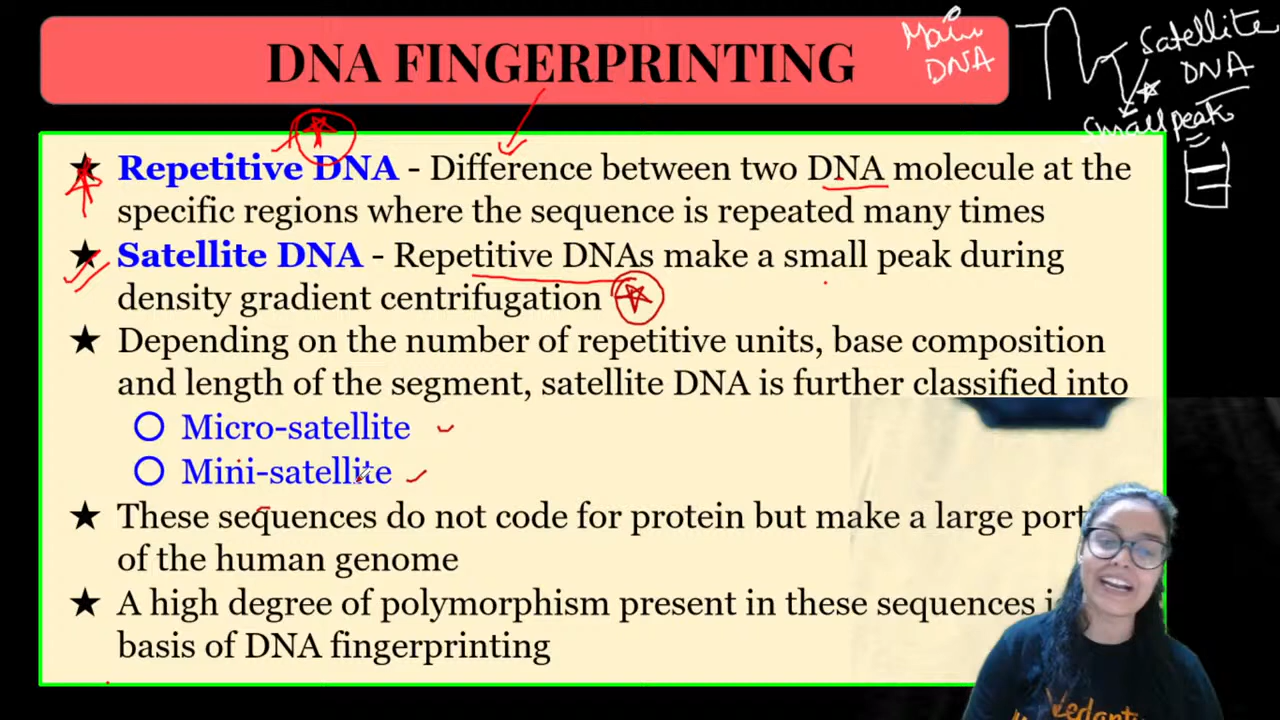 DNA FINGERPRINTING
Main
DNA
Satellite
DNA
Small peak
★ Repetitive DNA - Difference between two DNA molecule at the
specific regions where the sequence is repeated many times
★ Satellite DNA - Repetitive DNAs make a small peak during
density gradient centrifugation
★ Depending on the number of repetitive units, base composition
and length of the segment, satellite DNA is further classified into
○ Micro-satellite
○ Mini-satellite
★ These sequences do not code for protein but make a large port
of the human genome
★ A high degree of polymorphism present in these sequences i
basis of DNA fingerprinting
Vedantu